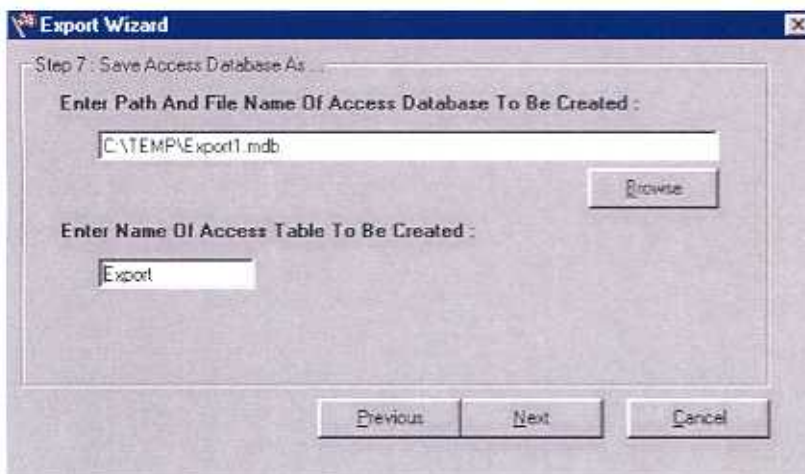 Export Wizard
Step 7 : Save Access Database As ...
Enter Path And File Name Of Access Database To Be Created :
C:\TEMP\Export1.mdb
Browse
Enter Name Of Access Table To Be Created :
Export
Previous Next Cancel